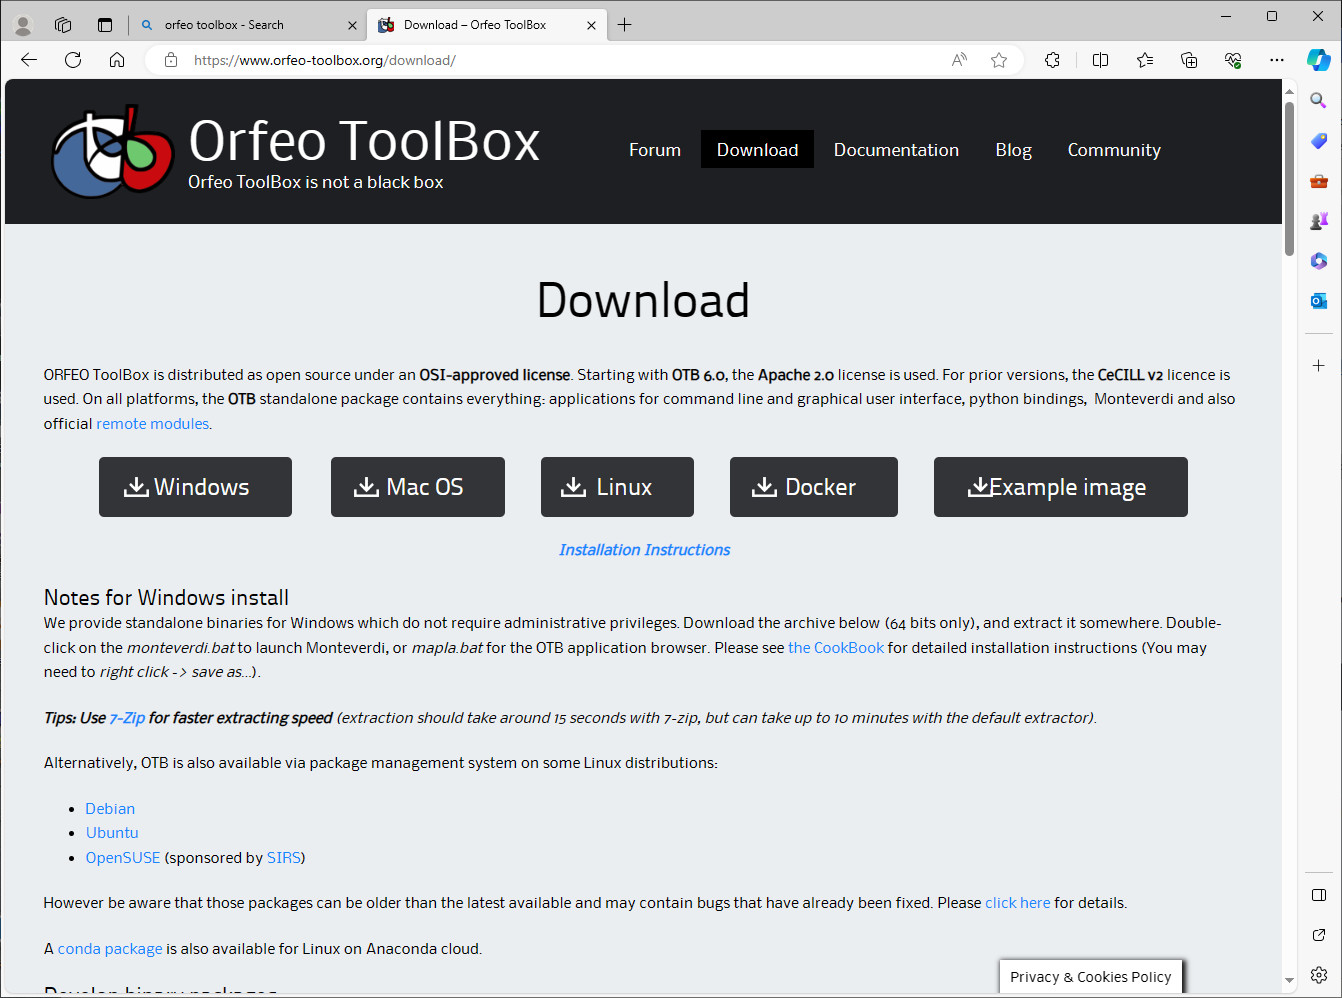 orfeo toolbox - Search
Download – Orfeo ToolBox
https://www.orfeo-toolbox.org/download/
Orfeo ToolBox
Orfeo ToolBox is not a black box
Forum Download Documentation Blog Community
Download
ORFEO ToolBox is distributed as open source under an OSI-approved license. Starting with OTB 6.0, the Apache 2.0 license is used. For prior versions, the CeCILL v2 licence is
used. On all platforms, the OTB standalone package contains everything: applications for command line and graphical user interface, python bindings, Monteverdi and also
official remote modules.
Windows Mac OS Linux Docker Example image
Installation Instructions
Notes for Windows install
We provide standalone binaries for Windows which do not require administrative privileges. Download the archive below (64 bits only), and extract it somewhere. Double-
click on the monteverdi.bat to launch Monteverdi, or mapla.bat for the OTB application browser. Please see the CookBook for detailed installation instructions (You may
need to right click -> save as…).
Tips: Use 7-Zip for faster extracting speed (extraction should take around 15 seconds with 7-zip, but can take up to 10 minutes with the default extractor).
Alternatively, OTB is also available via package management system on some Linux distributions:
• Debian
• Ubuntu
• OpenSUSE (sponsored by SIRS)
However be aware that those packages can be older than the latest available and may contain bugs that have already been fixed. Please click here for details.
A conda package is also available for Linux on Anaconda cloud.
Develop binary packages
Privacy & Cookies Policy